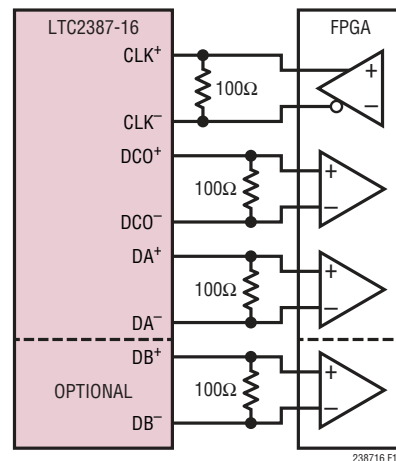 LTC2387-16
FPGA
CLK+
100Ω
CLK–
+
–
DCO+
100Ω
DCO–
+
–
DA+
100Ω
DA–
+
–
DB+
OPTIONAL
100Ω
DB–
+
–
238716 F1